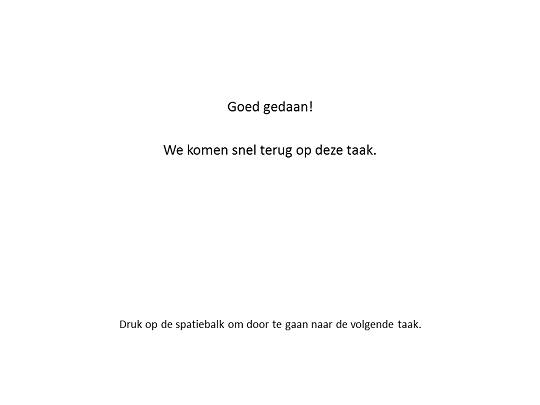 Goed gedaan!
We komen snel terug op deze taak.
Druk op de spatiebalk om door te gaan naar de volgende taak.